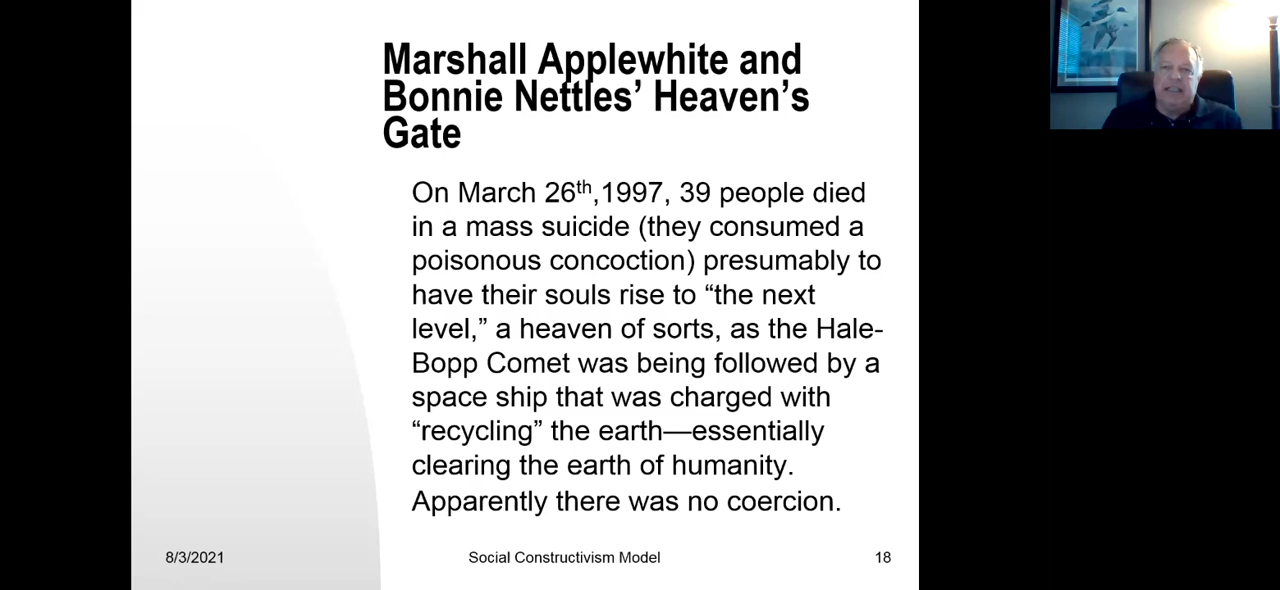 Marshall Applewhite and
Bonnie Nettles’ Heaven’s
Gate
On March 26th,1997, 39 people died
in a mass suicide (they consumed a
poisonous concoction) presumably to
have their souls rise to “the next
level,” a heaven of sorts, as the Hale-
Bopp Comet was being followed by a
space ship that was charged with
“recycling” the earth—essentially
clearing the earth of humanity.
Apparently there was no coercion.
8/3/2021
Social Constructivism Model
18